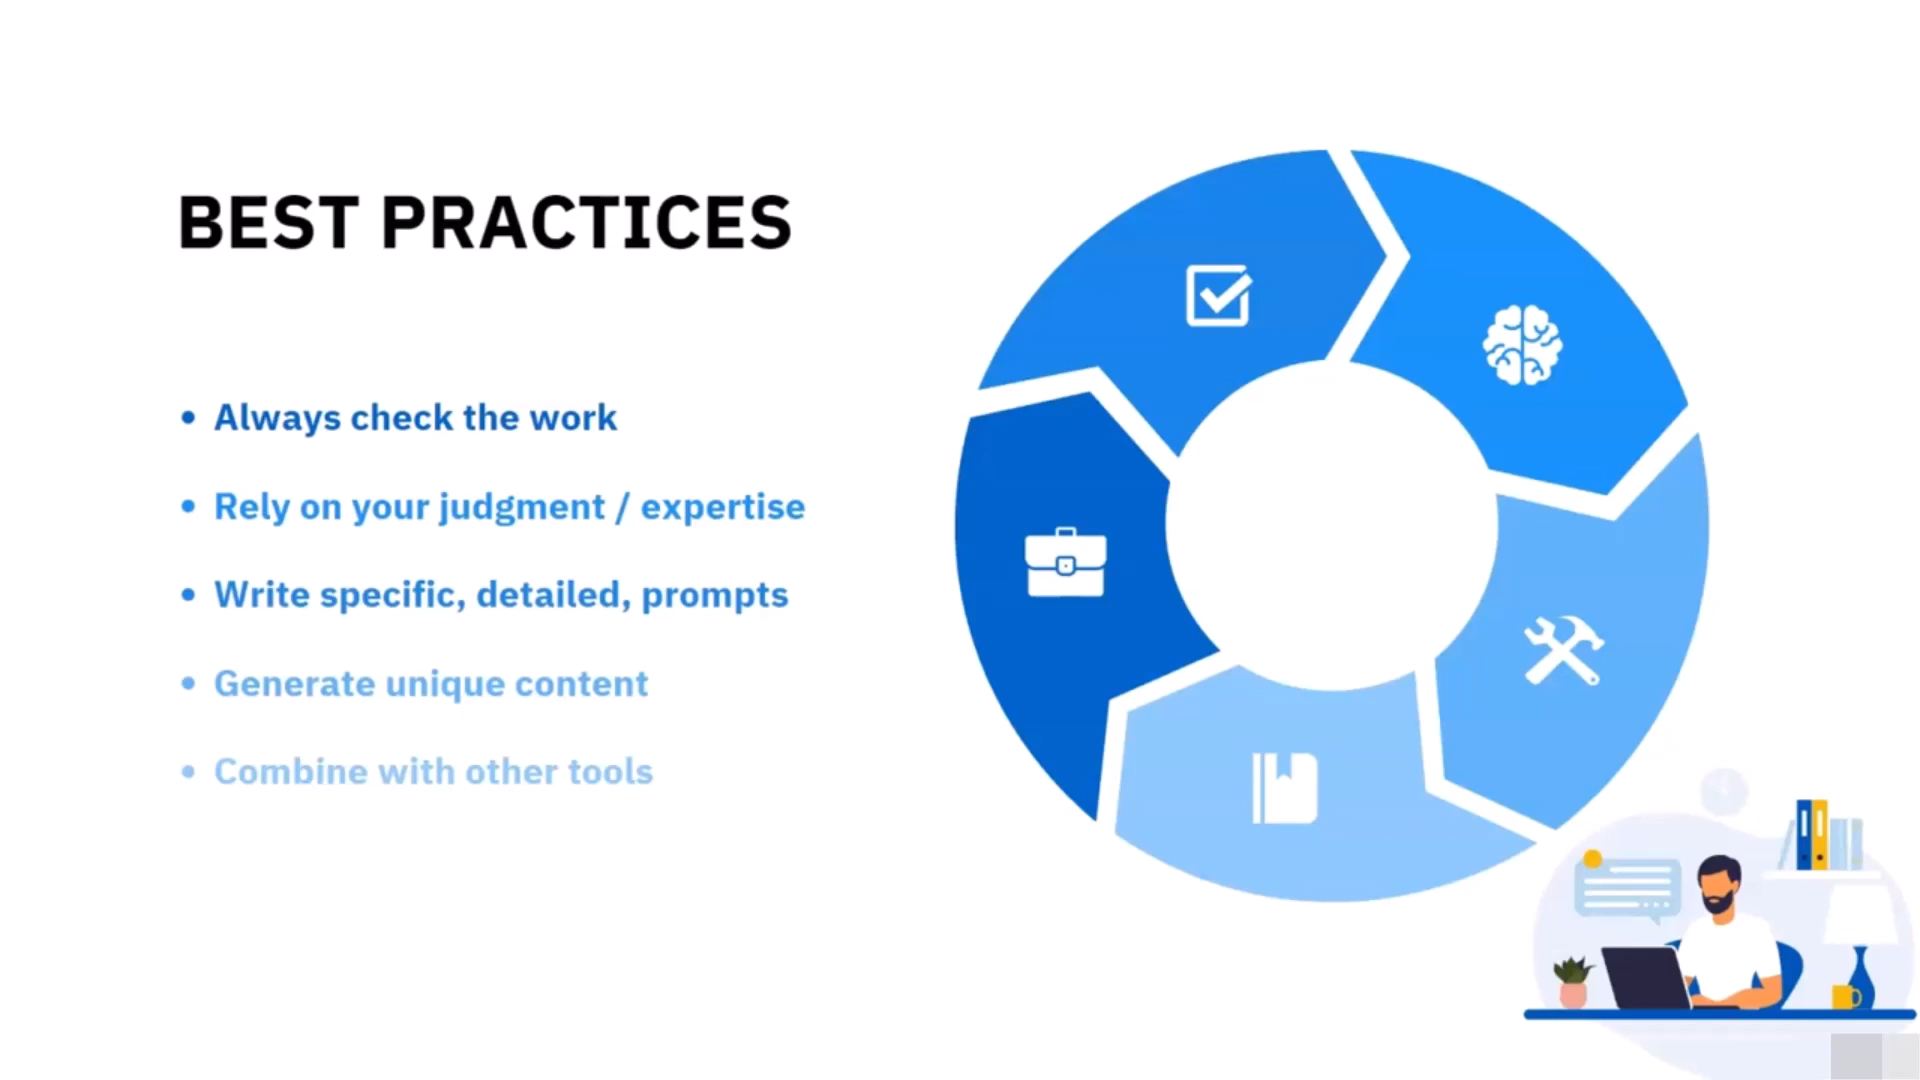 BEST PRACTICES
• Always check the work
• Rely on your judgment / expertise
• Write specific, detailed, prompts
• Generate unique content
• Combine with other tools